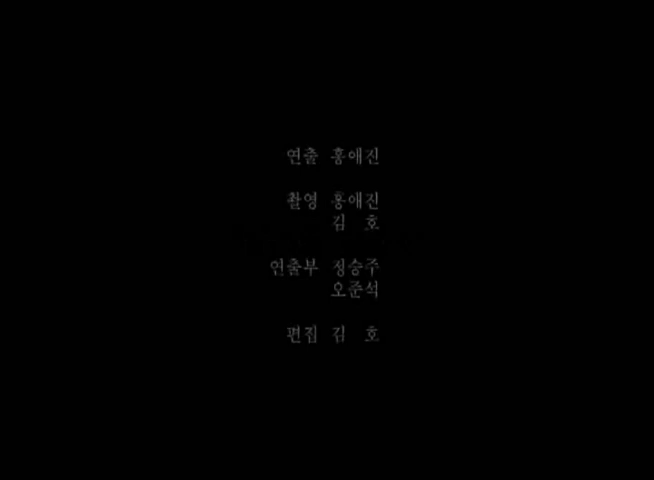 연출 홍애진
촬영 홍애진
김 호
연출부 정승주
오준석
편집 김 호